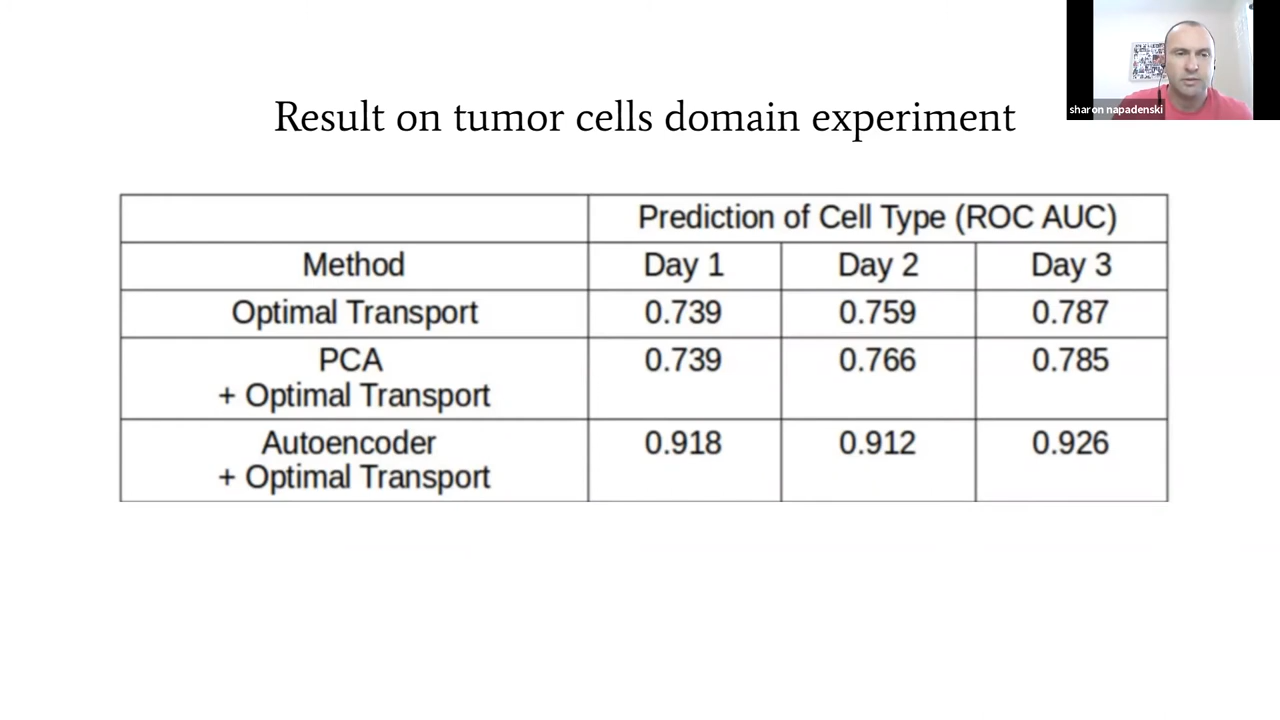 sharon napadenski
Result on tumor cells domain experiment
Prediction of Cell Type (ROC AUC)
Method Day 1 Day 2 Day 3
Optimal Transport 0.739 0.759 0.787
PCA 0.739 0.766 0.785
+ Optimal Transport
Autoencoder 0.918 0.912 0.926
+ Optimal Transport